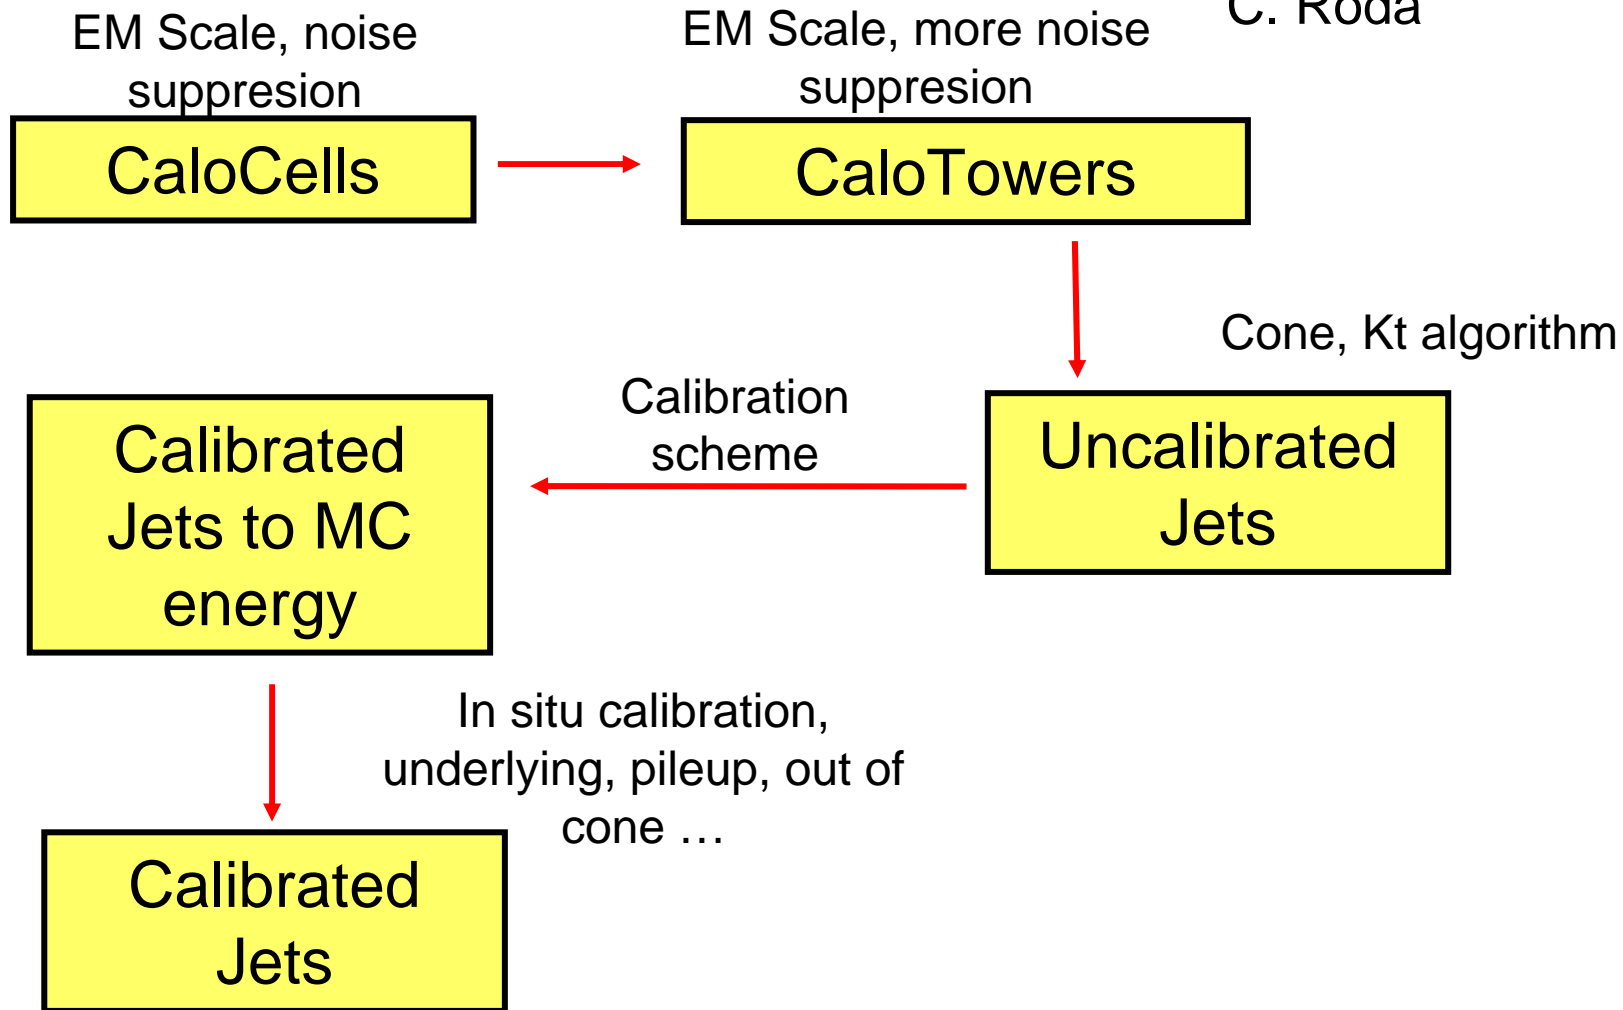 C. Roda
EM Scale, noise
suppresion
EM Scale, more noise
suppresion
CaloCells
CaloTowers
Cone, Kt algorithm
Calibration
scheme
Uncalibrated
Jets
Calibrated
Jets to MC
energy
In situ calibration,
underlying, pileup, out of
cone …
Calibrated
Jets